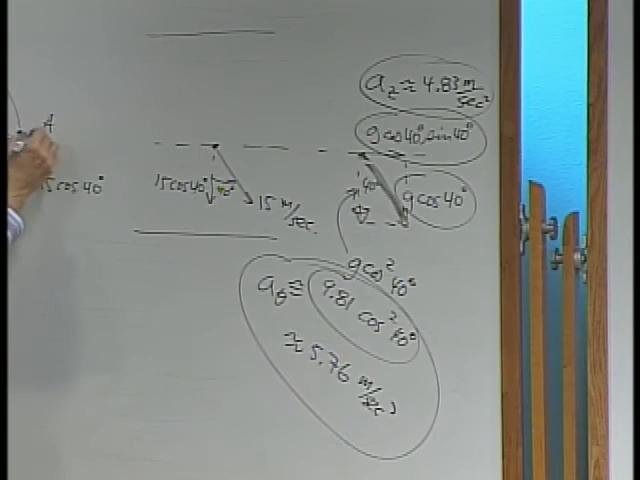 a_z ≈ 4.83 m/sec²
g cos 40° sin 40°
A
15 cos 40°
15 cos 40°
40°
15 m/sec.
40°
g cos 40°
g cos² 40°
a_θ ≅ 9.81 cos² 40°
≈ 5.76 m/sec²